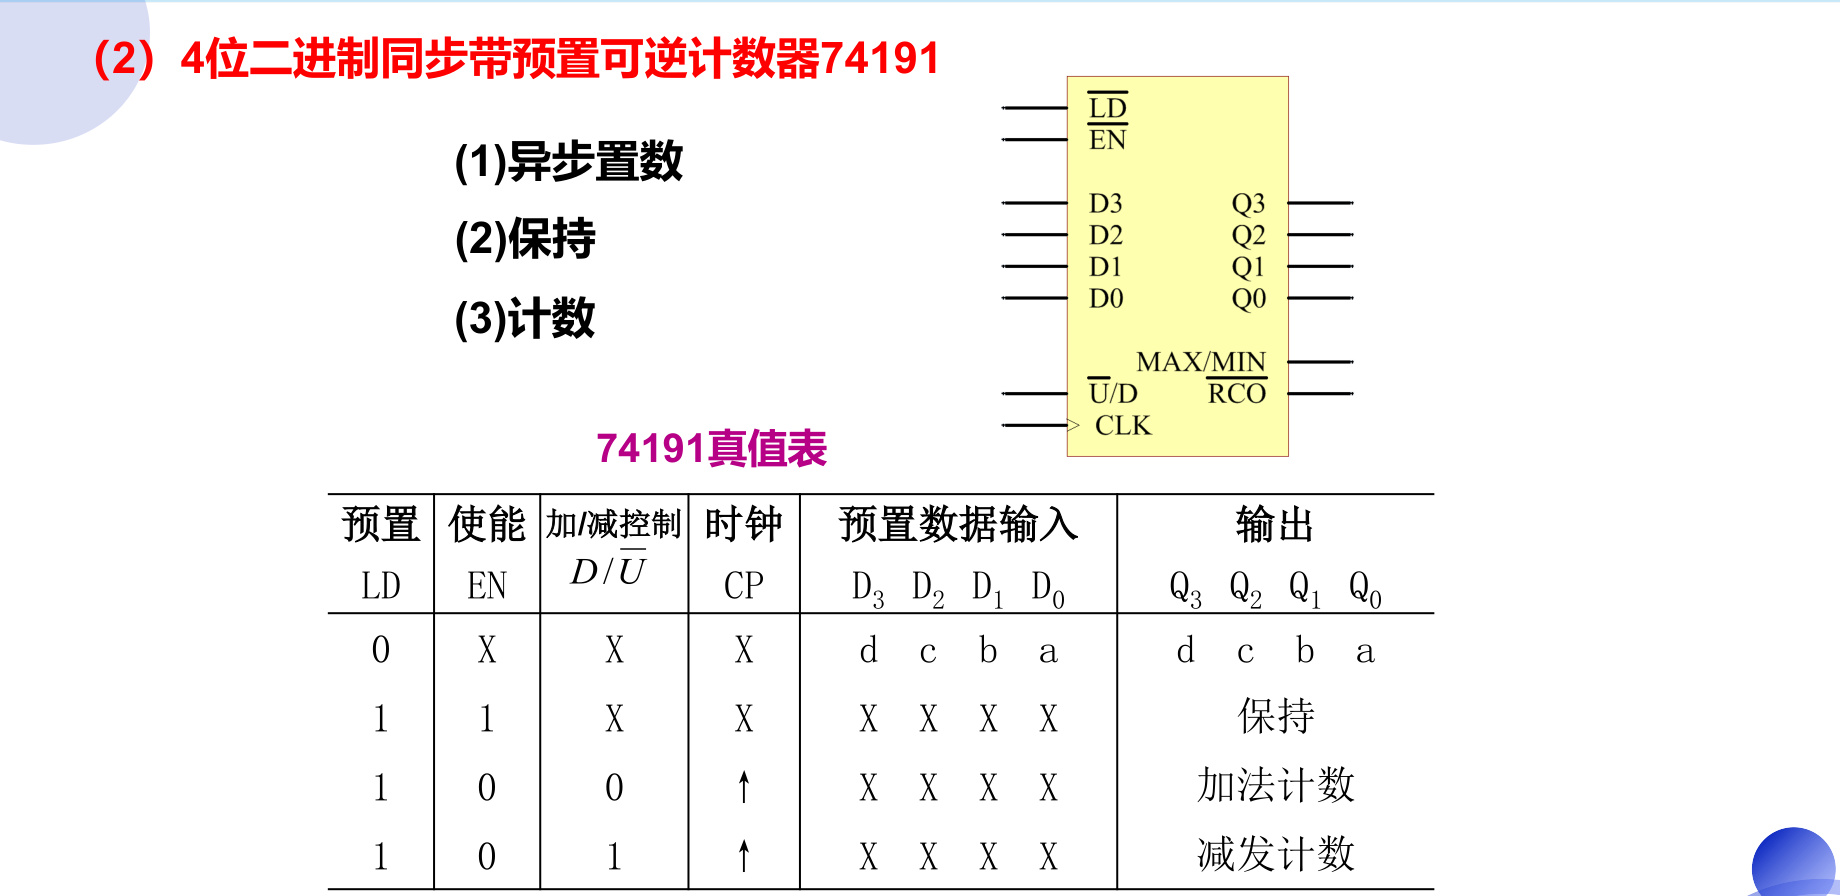 （2）4位二进制同步带预置可逆计数器74191
(1)异步置数
(2)保持
(3)计数
L̅D̅
E̅N̅
D3 Q3
D2 Q2
D1 Q1
D0 Q0
MAX/MIN
U̅/D R̅C̅O̅
CLK
74191真值表
预置 使能 加/减控制 时钟 预置数据输入 输出
LD EN D/U̅ CP D₃ D₂ D₁ D₀ Q₃ Q₂ Q₁ Q₀
0 X X X d c b a d c b a
1 1 X X X X X X 保持
1 0 0 ↑ X X X X 加法计数
1 0 1 ↑ X X X X 减发计数